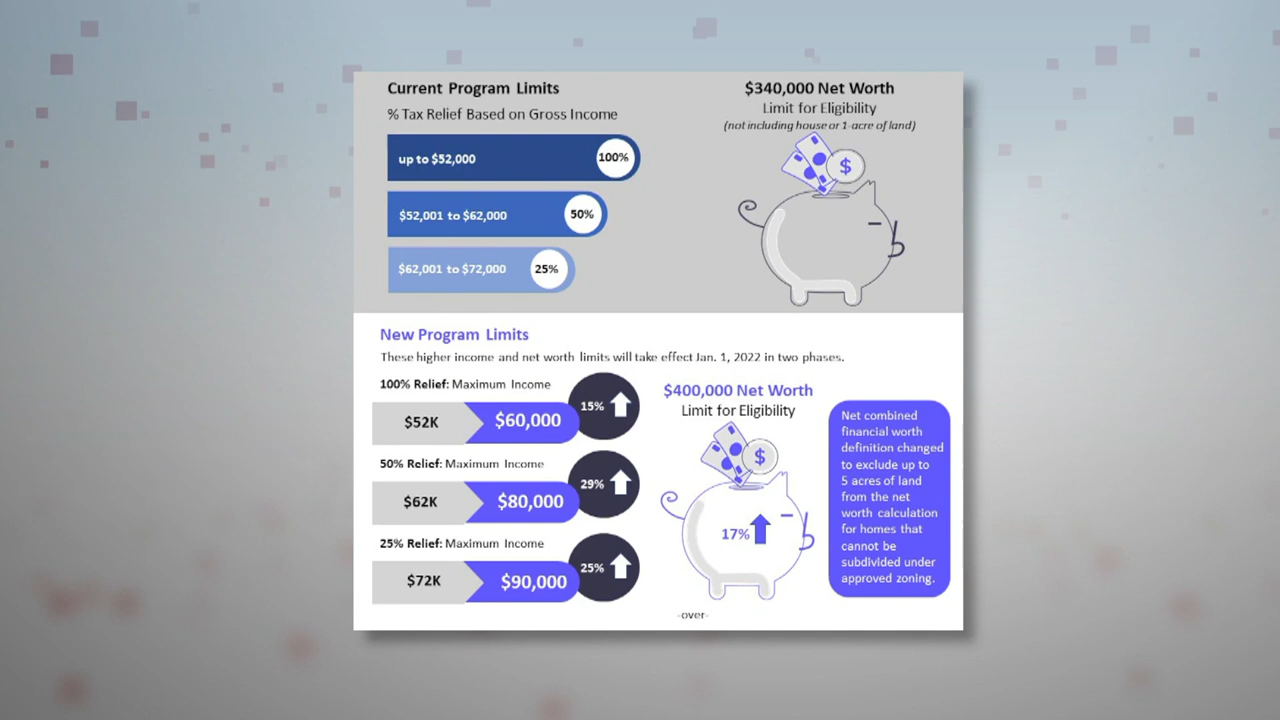 Current Program Limits
% Tax Relief Based on Gross Income
up to $52,000
100%
$52,001 to $62,000
50%
$62,001 to $72,000
25%
$340,000 Net Worth
Limit for Eligibility
(not including house or 1-acre of land)
$
New Program Limits
These higher income and net worth limits will take effect Jan. 1, 2022 in two phases.
100% Relief: Maximum Income
$52K
$60,000
15%
50% Relief: Maximum Income
$62K
$80,000
29%
25% Relief: Maximum Income
$72K
$90,000
25%
$400,000 Net Worth
Limit for Eligibility
$
17%
Net combined
financial worth
definition changed
to exclude up to
5 acres of land
from the net
worth calculation
for homes that
cannot be
subdivided under
approved zoning.
-over-